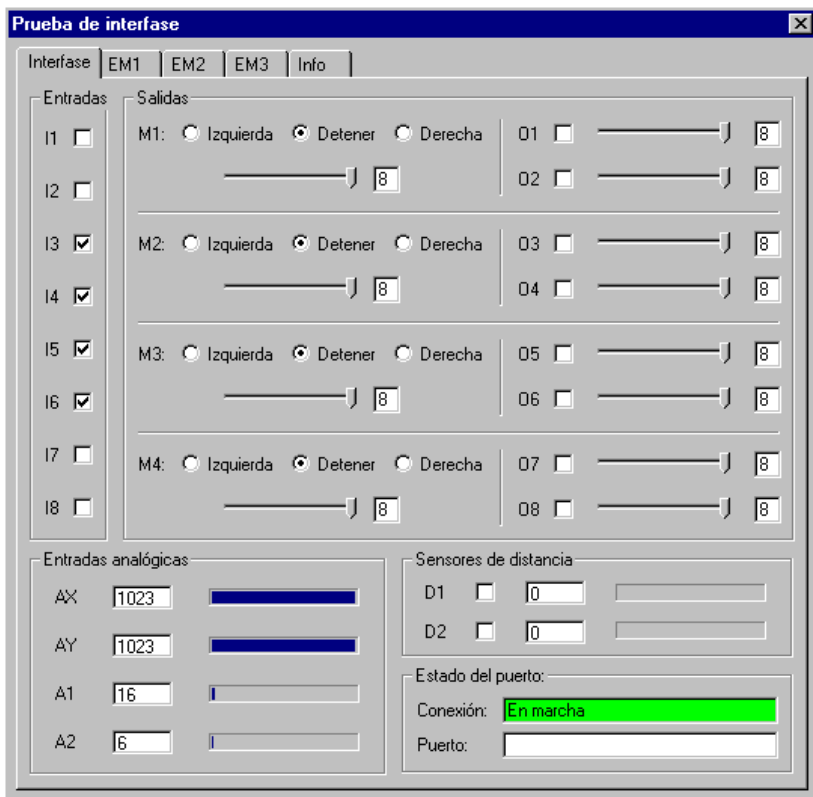 Prueba de interfase
Interfase EM1 EM2 EM3 Info
Entradas
I1
I2
I3
I4
I5
I6
I7
I8
Salidas
M1: Izquierda Detener Derecha
8
O1 8
O2 8
M2: Izquierda Detener Derecha
8
O3 8
O4 8
M3: Izquierda Detener Derecha
8
O5 8
O6 8
M4: Izquierda Detener Derecha
8
O7 8
O8 8
Entradas analógicas
AX 1023
AY 1023
A1 16
A2 6
Sensores de distancia
D1 0
D2 0
Estado del puerto:
Conexión: En marcha
Puerto: